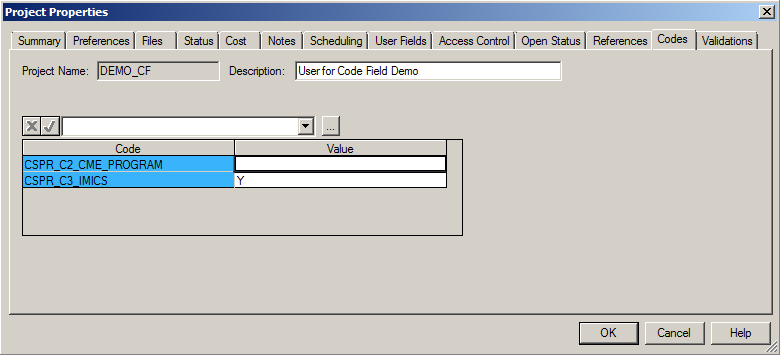 Project Properties
Summary Preferences Files Status Cost Notes Scheduling User Fields Access Control Open Status References Codes Validations
Project Name: DEMO_CF Description: User for Code Field Demo
...
Code Value
CSPR_C2_CME_PROGRAM
CSPR_C3_IMICS Y
OK Cancel Help